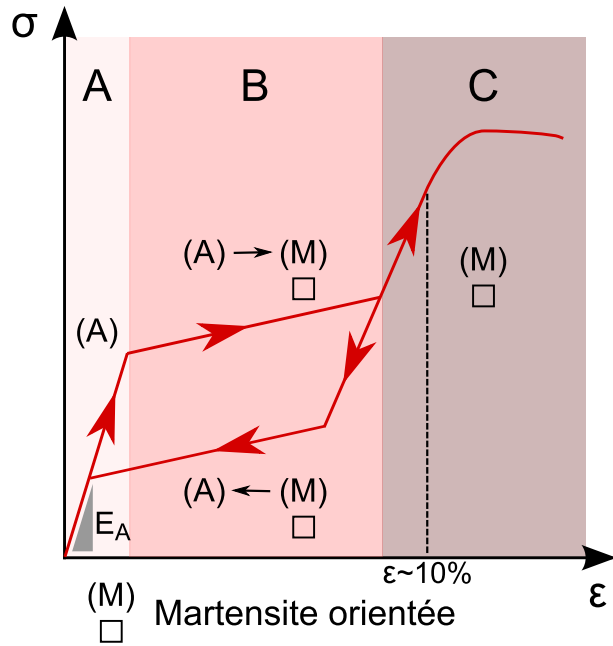 σ
A B C
(A) → (M)
□
(M)
□
(A)
(A) ← (M)
□
E_A
ε~10%
ε
(M)
□
Martensite orientée